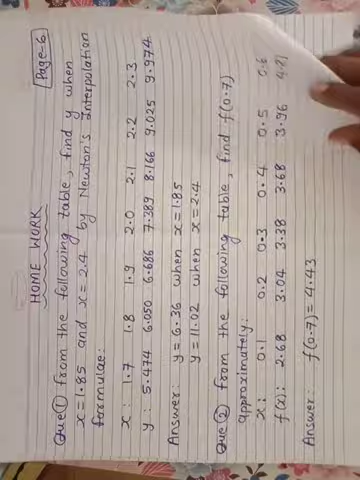 HOME WORK
Page-6
Que ① From the following table, find y when
x=1.85 and x=2.4 by Newton's interpolation
formulae:
x: 1.7 1.8 1.9 2.0 2.1 2.2 2.3
y: 5.474 6.050 6.686 7.389 8.166 9.025 9.974
Answer: y=6.36 when x=1.85
y=11.02 when x=2.4
Que ② From the following table, find f(0.7)
approximately:
x: 0.1 0.2 0.3 0.4 0.5 0.6
f(x): 2.68 3.04 3.38 3.68 3.96 4.21
Answer: f(0.7)=4.43